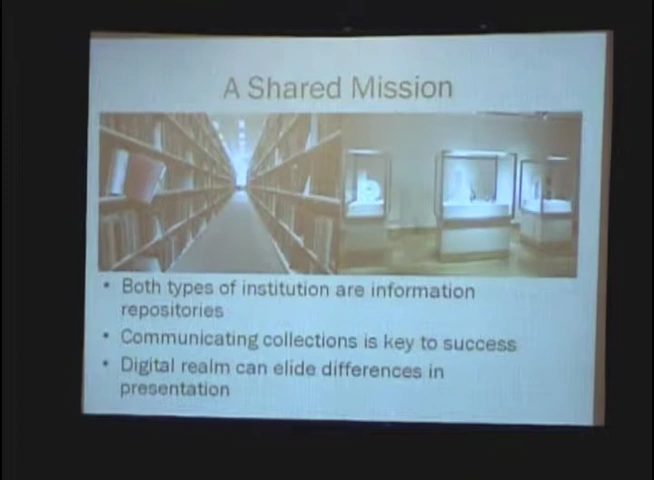 A Shared Mission
• Both types of institution are information
repositories
• Communicating collections is key to success
• Digital realm can elide differences in
presentation